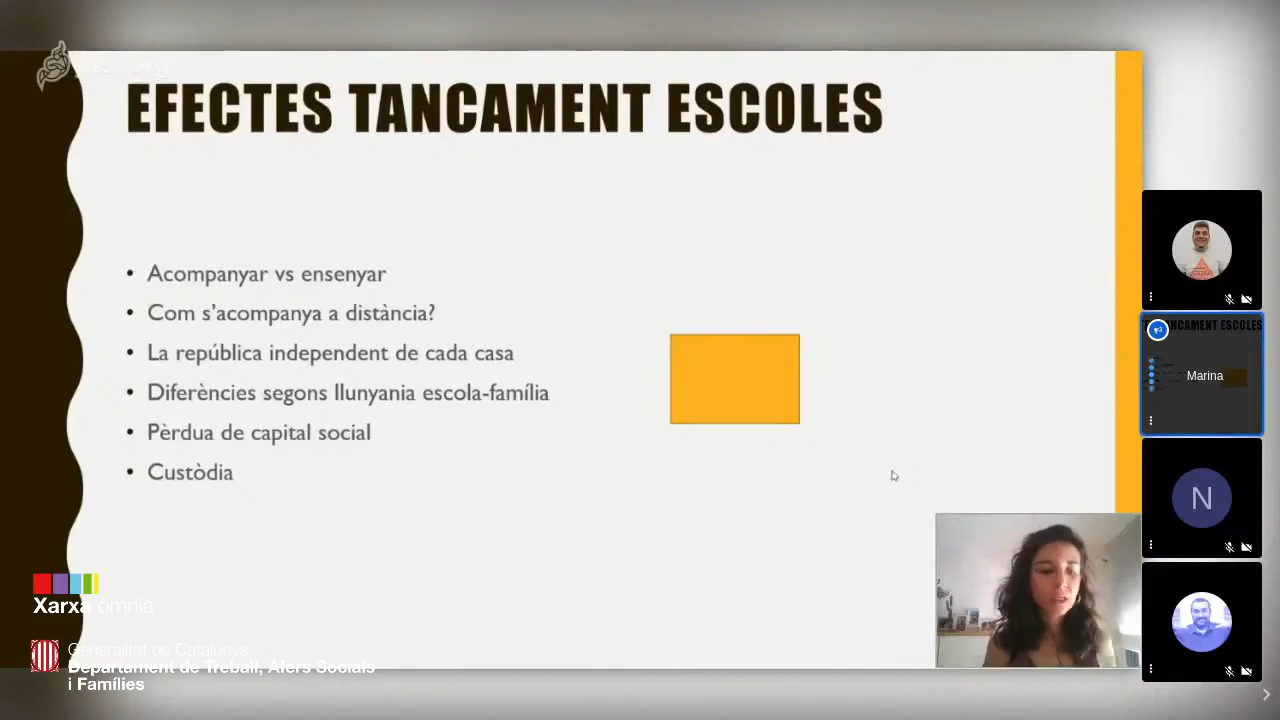 EFECTES TANCAMENT ESCOLES
• Acompanyar vs ensenyar
• Com s'acompanya a distància?
• La república independent de cada casa
• Diferències segons llunyania escola-família
• Pèrdua de capital social
• Custòdia
NCAMENT ESCOLES
Marina
N
Xarxa òmnia
Generalitat de Catalunya
Departament de Treball, Afers Socials
i Famílies